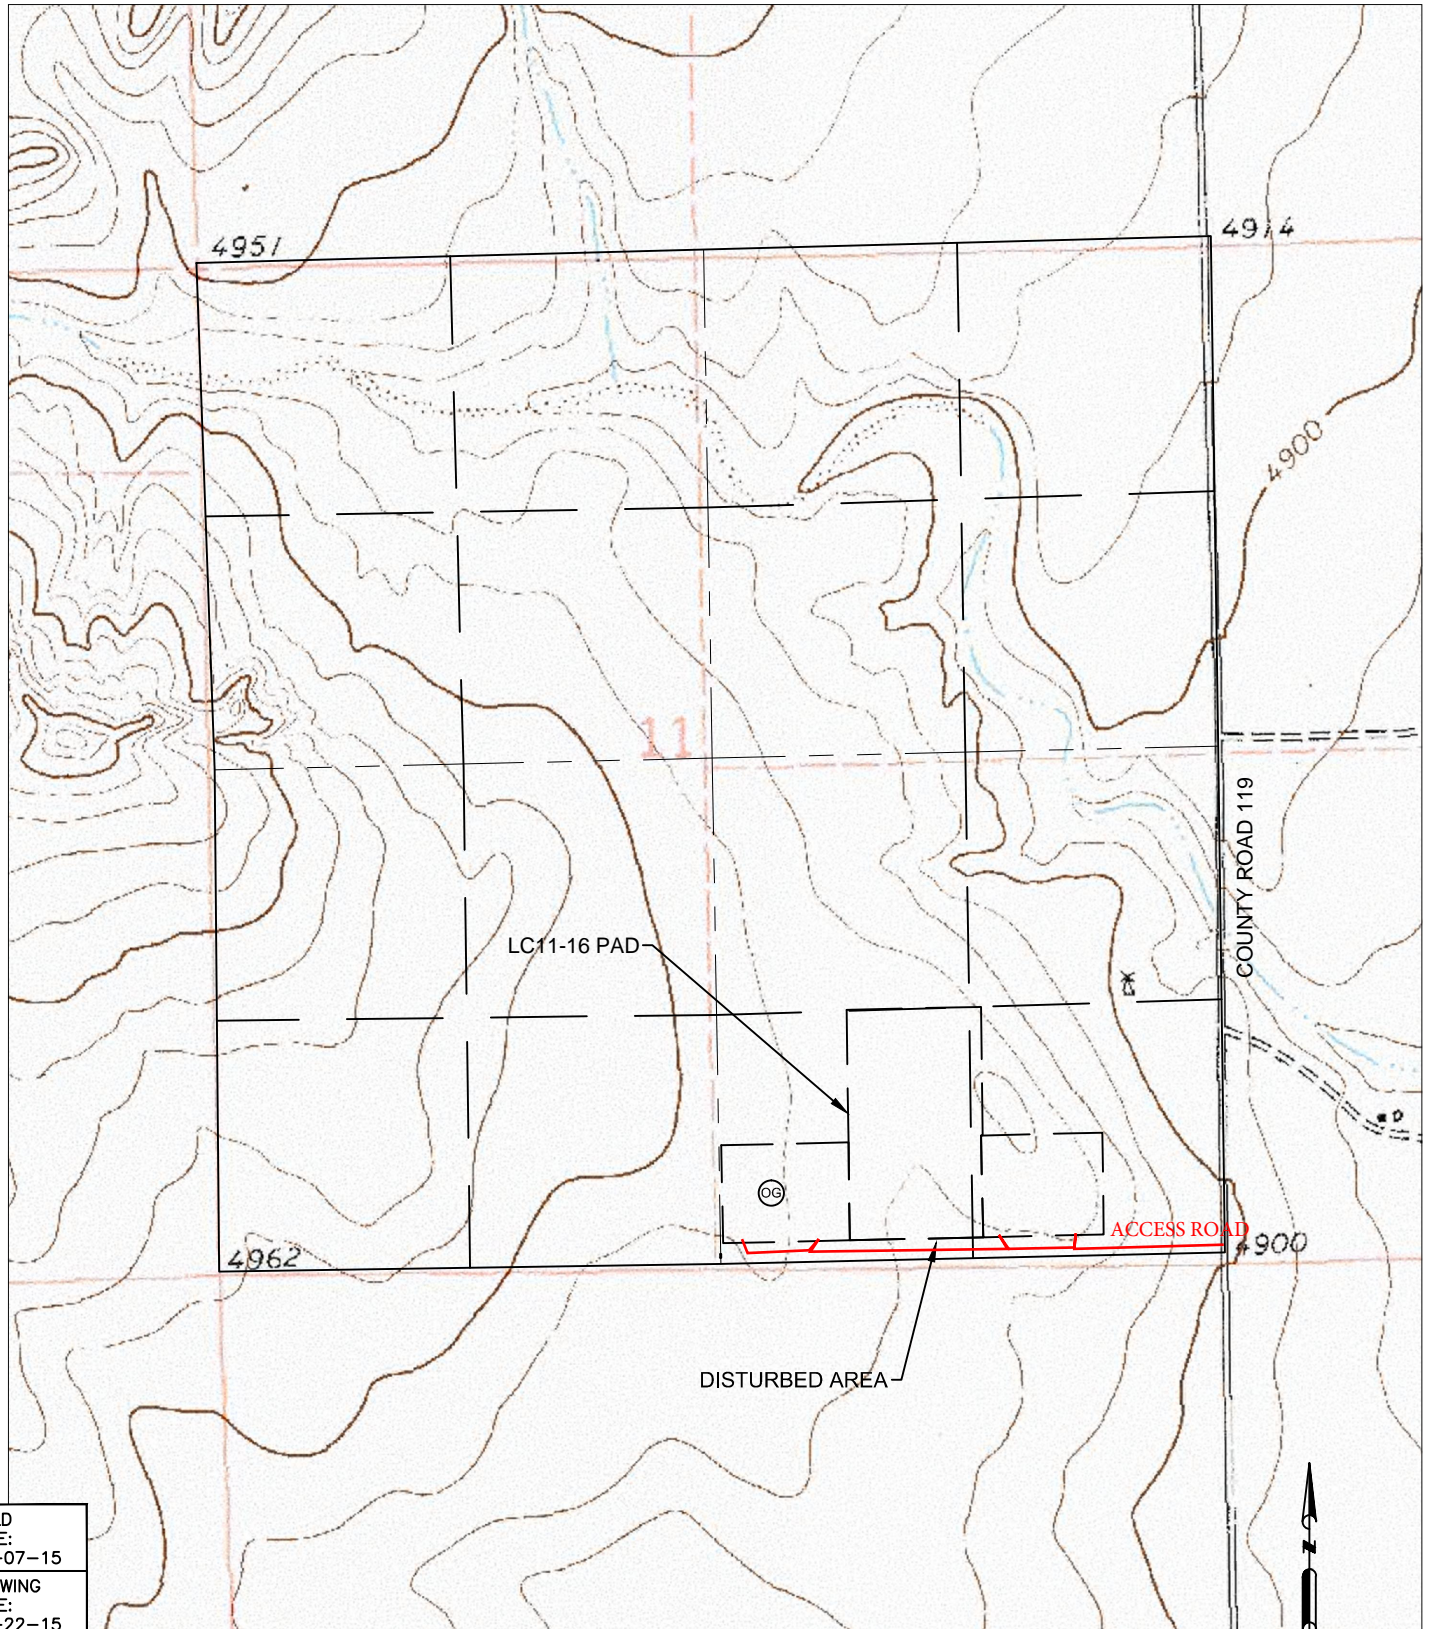 4951
4914
4900
11
COUNTY ROAD 119
LC11-16 PAD
OG
ACCESS ROAD
4962
4900
DISTURBED AREA
D
E:
-07-15
WING
E:
-22-15